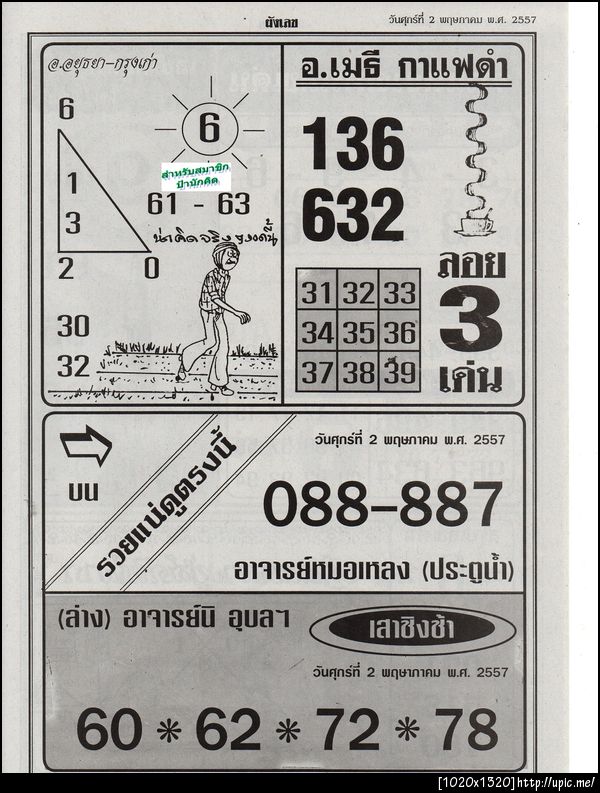 ผังเลข
วันศุกร์ที่ 2 พฤษภาคม พ.ศ. 2557
อ.อยุธยา-กรุงเก่า
6
6
1
3
2 0
30
32
สำหรับสมาชิก
ป้านักคิด
61 - 63
น่าคิดจริง ๆงวดนี้
อ.เมธี กาแฟดำ
136
632
31 32 33
34 35 36
37 38 39
ลอย
3
เด่น
บน
รวยแน่ดูตรงนี้
วันศุกร์ที่ 2 พฤษภาคม พ.ศ. 2557
088-887
อาจารย์หมอเหลง (ประตูน้ำ)
(ล่าง) อาจารย์นิ อุบลฯ
เสาชิงช้า
วันศุกร์ที่ 2 พฤษภาคม พ.ศ. 2557
60 * 62 * 72 * 78
[1020x1320]http://upic.me/